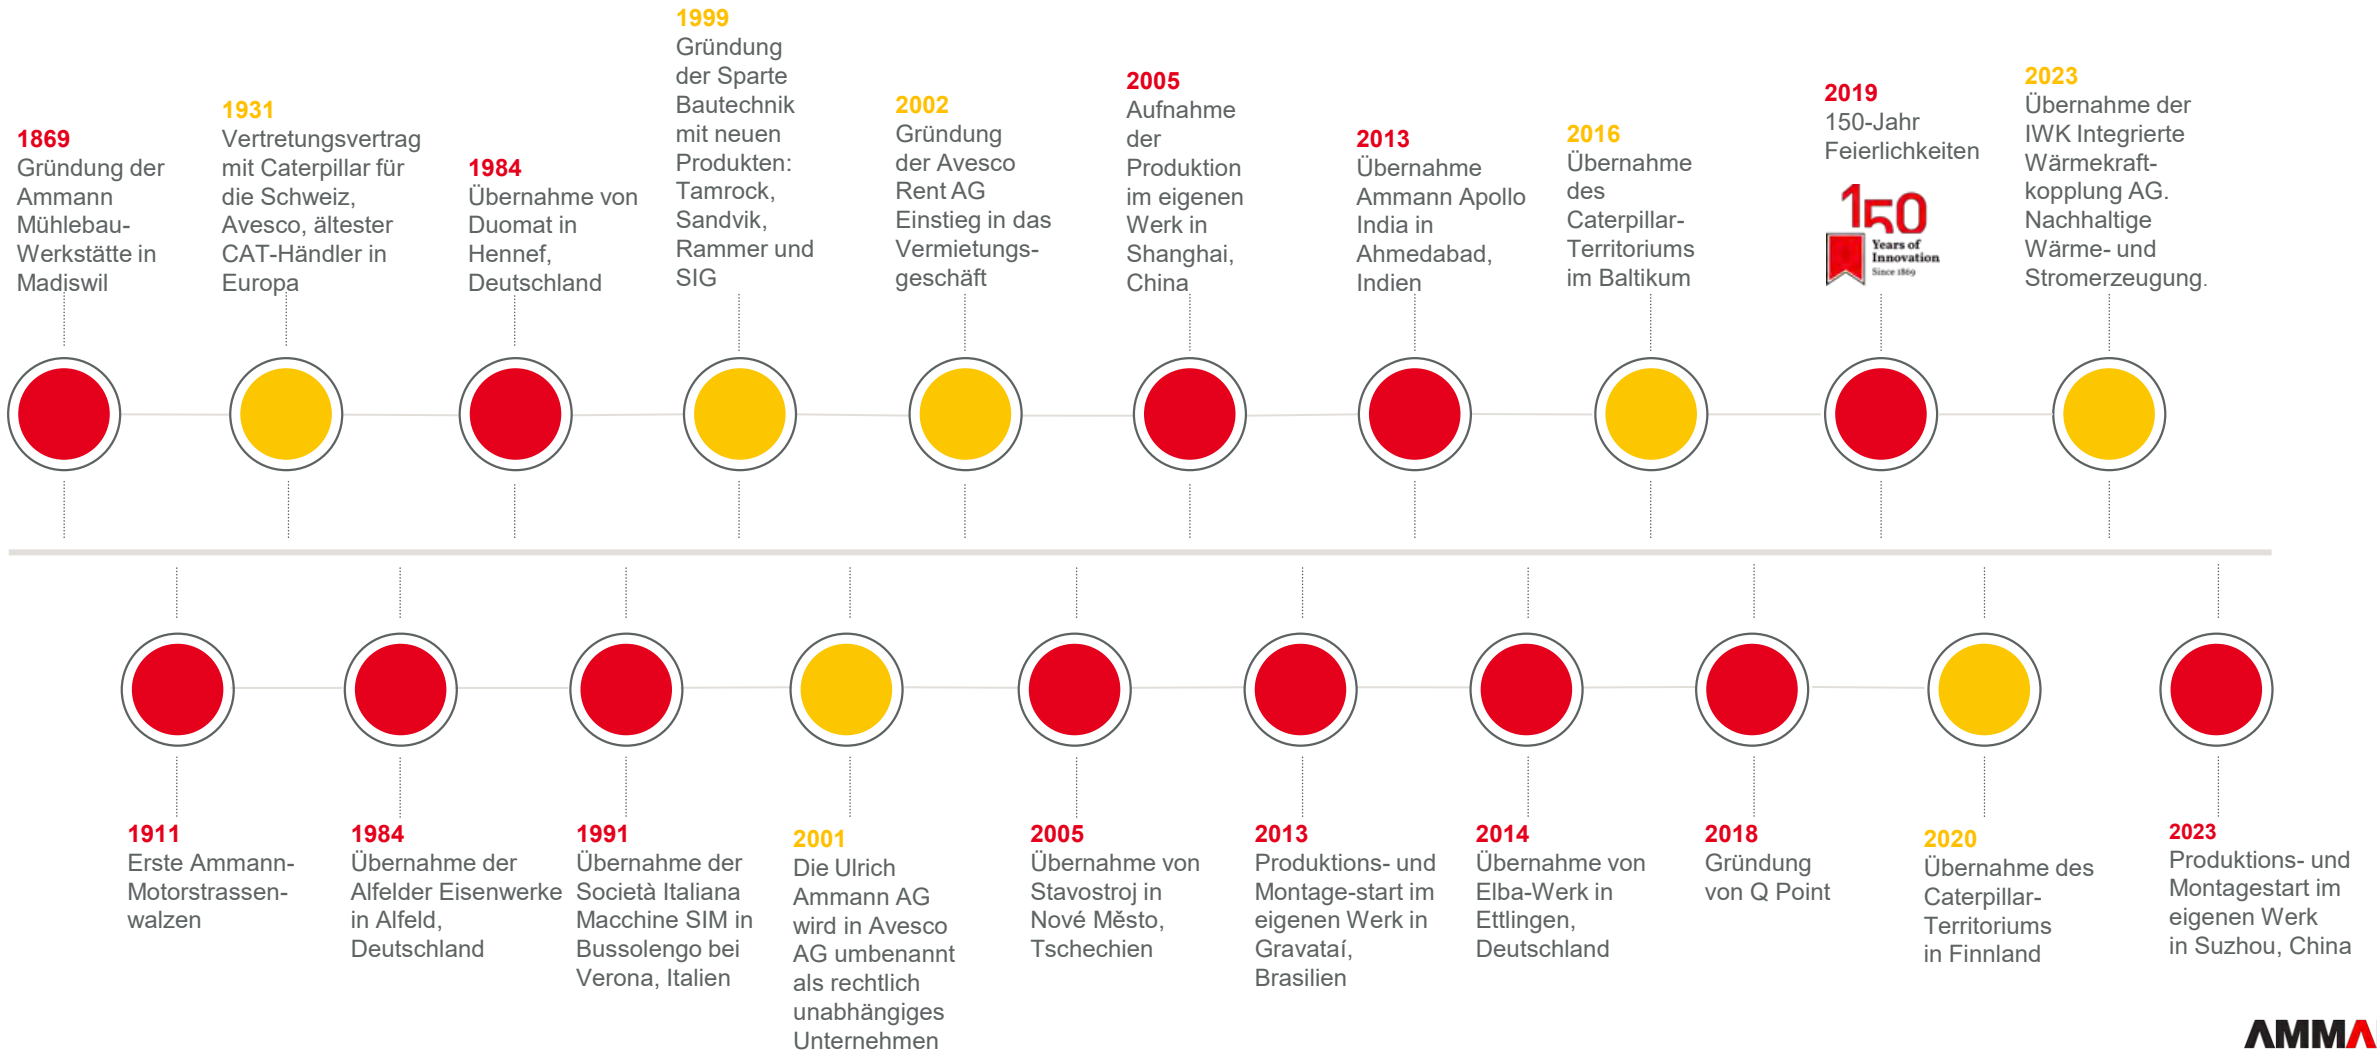 1869
Gründung der
Ammann
Mühlebau-
Werkstätte in
Madiswil
1931
Vertretungsvertrag
mit Caterpillar für
die Schweiz,
Avesco, ältester
CAT-Händler in
Europa
1984
Übernahme von
Duomat in
Hennef,
Deutschland
1999
Gründung
der Sparte
Bautechnik
mit neuen
Produkten:
Tamrock,
Sandvik,
Rammer und
SIG
2002
Gründung
der Avesco
Rent AG
Einstieg in das
Vermietungs-
geschäft
2005
Aufnahme
der
Produktion
im eigenen
Werk in
Shanghai,
China
2013
Übernahme
Ammann Apollo
India in
Ahmedabad,
Indien
2016
Übernahme
des
Caterpillar-
Territoriums
im Baltikum
2019
150-Jahr
Feierlichkeiten
150
Years of
Innovation
Since 1869
2023
Übernahme der
IWK Integrierte
Wärmekraft-
kopplung AG.
Nachhaltige
Wärme- und
Stromerzeugung.
1911
Erste Ammann-
Motorstrassen-
walzen
1984
Übernahme der
Alfelder Eisenwerke
in Alfeld,
Deutschland
1991
Übernahme der
Società Italiana
Macchine SIM in
Bussolengo bei
Verona, Italien
2001
Die Ulrich
Ammann AG
wird in Avesco
AG umbenannt
als rechtlich
unabhängiges
Unternehmen
2005
Übernahme von
Stavostroj in
Nové Město,
Tschechien
2013
Produktions- und
Montage-start im
eigenen Werk in
Gravataí,
Brasilien
2014
Übernahme von
Elba-Werk in
Ettlingen,
Deutschland
2018
Gründung
von Q Point
2020
Übernahme des
Caterpillar-
Territoriums
in Finnland
2023
Produktions- und
Montagestart im
eigenen Werk
in Suzhou, China
AMMA